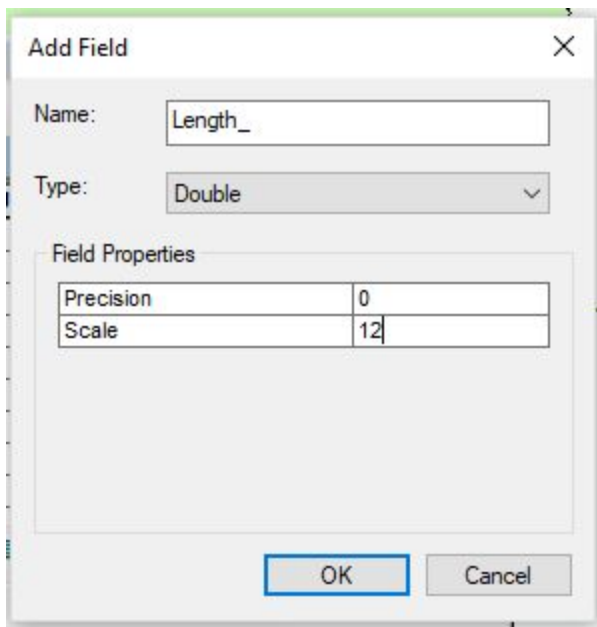 Add Field
Name:
Length_
Type:
Double
Field Properties
Precision 0
Scale 12
OK Cancel